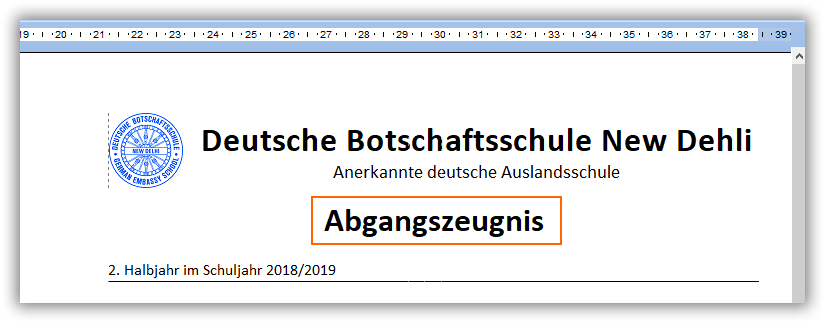 19 20 21 22 23 24 25 26 27 28 29 30 31 32 33 34 35 36 37 38 39
DEUTSCHE BOTSCHAFTSSCHULE
NEW DELHI
GERMAN EMBASSY SCHOOL
Deutsche Botschaftsschule New Dehli
Anerkannte deutsche Auslandsschule
Abgangszeugnis
2. Halbjahr im Schuljahr 2018/2019